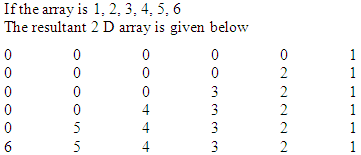 If the array is 1, 2, 3, 4, 5, 6
The resultant 2 D array is given below
0 0 0 0 0 1
0 0 0 0 2 1
0 0 0 3 2 1
0 0 4 3 2 1
0 5 4 3 2 1
6 5 4 3 2 1